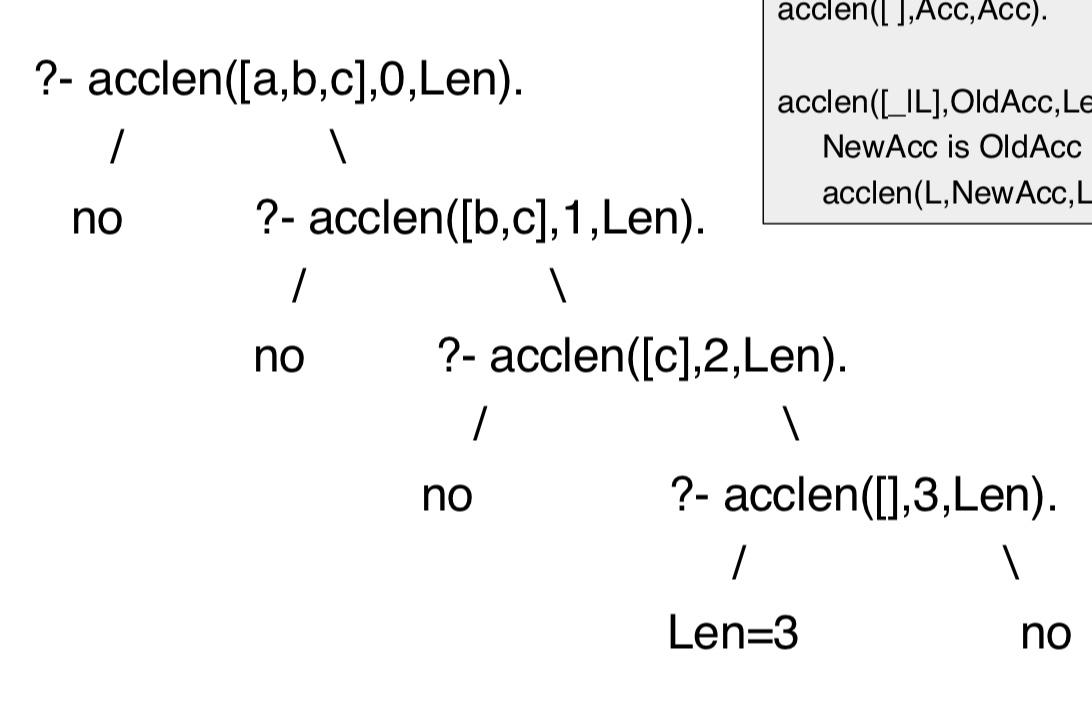 acclen([ ],Acc,Acc).
?- acclen([a,b,c],0,Len).
acclen([_|L],OldAcc,Le
/ \
NewAcc is OldAcc
no ?- acclen([b,c],1,Len).
acclen(L,NewAcc,L
/ \
no ?- acclen([c],2,Len).
/ \
no ?- acclen([],3,Len).
/ \
Len=3 no